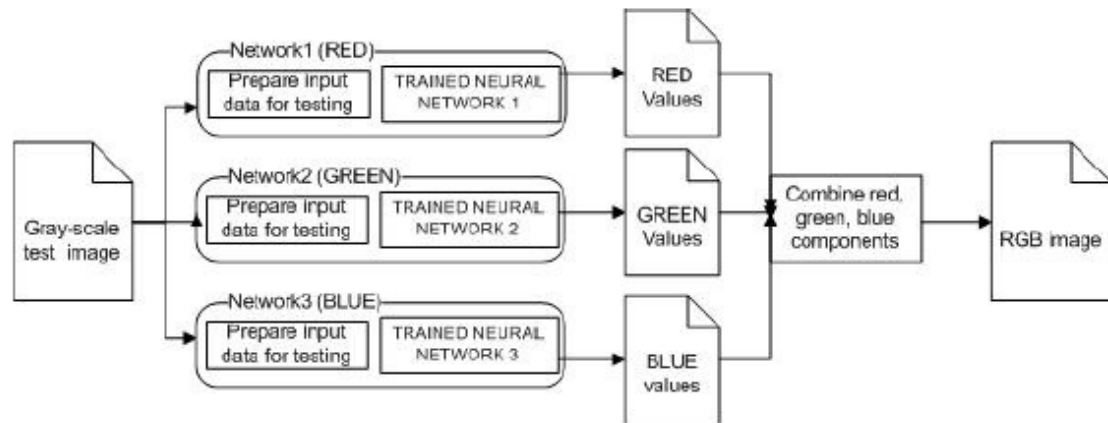 Network1 (RED)
Prepare input
data for testing
TRAINED NEURAL
NETWORK 1
RED
Values
Gray-scale
test image
Network2 (GREEN)
Prepare input
data for testing
TRAINED NEURAL
NETWORK 2
GREEN
Values
Combine red,
green, blue
components
RGB image
Network3 (BLUE)
Prepare input
data for testing
TRAINED NEURAL
NETWORK 3
BLUE
values